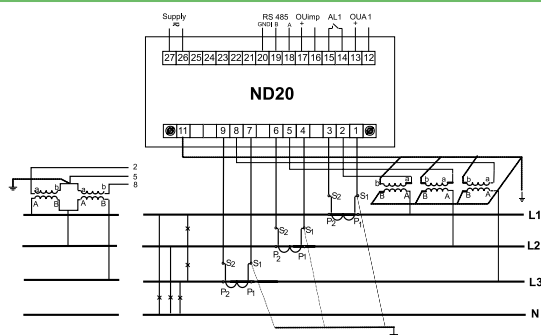 Supply RS 485 OUimp AL1 OUA1
GND B A + +
27 26 25 24 23 22 21 20 19 18 17 16 15 14 13 12
ND20
11 9 8 7 6 5 4 3 2 1
2
5
8
a b a b
A B A B
b a b a b a
B A B A B A
S2 S1
P2 P1
L1
S2 S1
P2 P1
L2
S2 S1
P2 P1
L3
N